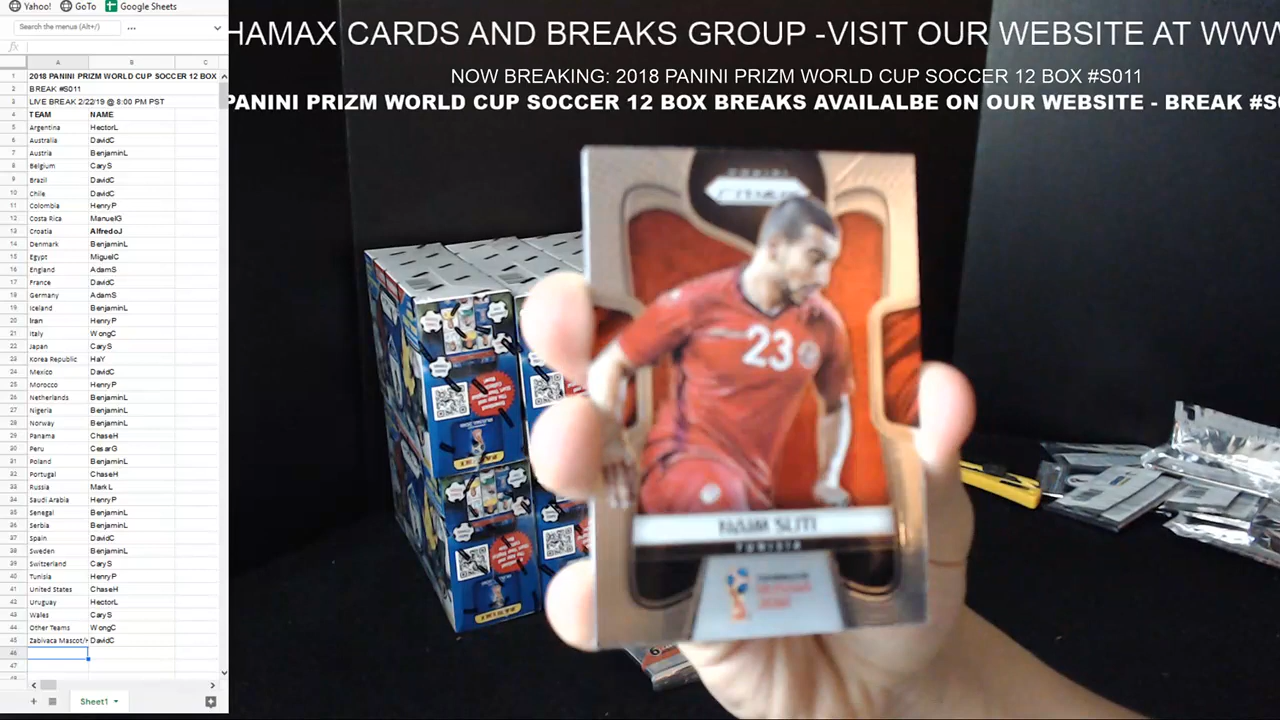 Yahoo! GoTo Google Sheets
Search the menus (Alt+/)
fx
A B C
1 2018 PANINI PRIZM WORLD CUP SOCCER 12 BOX
2 BREAK #S011
3 LIVE BREAK 2/22/19 @ 8:00 PM PST
4 TEAM NAME
5 Argentina HectorL
6 Australia DavidC
7 Austria BenjaminL
8 Belgium CaryS
9 Brazil DavidC
10 Chile DavidC
11 Colombia HenryP
12 Costa Rica ManuelG
13 Croatia AlfredoJ
14 Denmark BenjaminL
15 Egypt MiguelC
16 England AdamS
17 France DavidC
18 Germany AdamS
19 Iceland BenjaminL
20 Iran HenryP
21 Italy WongC
22 Japan CaryS
23 Korea Republic HaY
24 Mexico DavidC
25 Morocco HenryP
26 Netherlands BenjaminL
27 Nigeria BenjaminL
28 Norway BenjaminL
29 Panama ChaseH
30 Peru CesarG
31 Poland BenjaminL
32 Portugal ChaseH
33 Russia MarkL
34 Saudi Arabia HenryP
35 Senegal BenjaminL
36 Serbia BenjaminL
37 Spain DavidC
38 Sweden BenjaminL
39 Switzerland CaryS
40 Tunisia HenryP
41 United States ChaseH
42 Uruguay HectorL
43 Wales CaryS
44 Other Teams WongC
45 Zabivaca Mascot/ DavidC
46
47
Sheet1
HAMAX CARDS AND BREAKS GROUP -VISIT OUR WEBSITE AT WWW
NOW BREAKING: 2018 PANINI PRIZM WORLD CUP SOCCER 12 BOX #S011
PANINI PRIZM WORLD CUP SOCCER 12 BOX BREAKS AVAILALBE ON OUR WEBSITE - BREAK #S0
PANINI
PRIZM
23
NAIM SLITI
TUNISIA
PANINI
PANINI